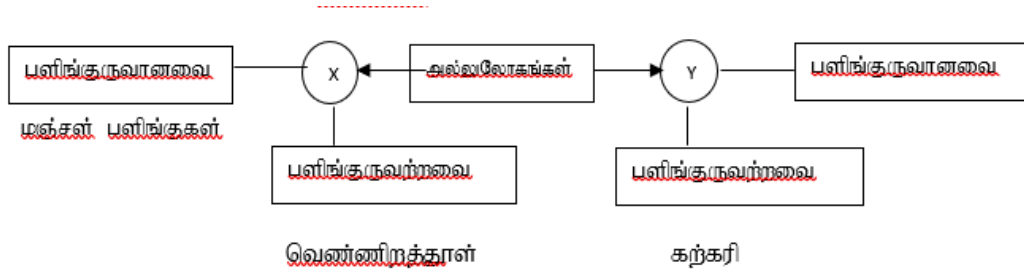 பளிங்குருவானவை X அல்லுலோகங்கள் Y பளிங்குருவானவை
மஞ்சள் பளிங்குகள்
பளிங்குருவற்றவை பளிங்குருவற்றவை
வெண்ணிறத்தூள் கற்கரி